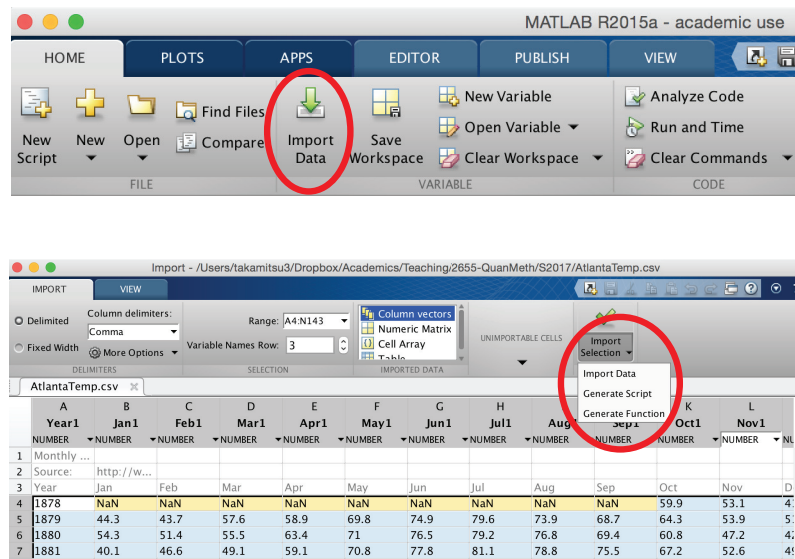 MATLAB R2015a - academic use
HOME PLOTS APPS EDITOR PUBLISH VIEW
New Script New Open Find Files Compare Import Data Save Workspace New Variable Open Variable Clear Workspace Analyze Code Run and Time Clear Commands
FILE VARIABLE CODE
Import - /Users/takamitsu3/Dropbox/Academics/Teaching/2655-QuanMeth/S2017/AtlantaTemp.csv
IMPORT VIEW
Delimited Column delimiters: Range: A4:N143 Column vectors
Comma Numeric Matrix UNIMPORTABLE CELLS Import Selection
Fixed Width More Options Variable Names Row: 3 Cell Array
Table
DELIMITERS SELECTION IMPORTED DATA
Import Data
Generate Script
Generate Function
AtlantaTemp.csv
A B C D E F G H K L
Year1 Jan1 Feb1 Mar1 Apr1 May1 Jun1 Jul1 Aug1 Sep1 Oct1 Nov1
NUMBER NUMBER NUMBER NUMBER NUMBER NUMBER NUMBER NUMBER NUMBER NUMBER NUMBER NUMBER
1 Monthly ...
2 Source: http://w...
3 Year Jan Feb Mar Apr May Jun Jul Aug Sep Oct Nov
4 1878 NaN NaN NaN NaN NaN NaN NaN NaN NaN 59.9 53.1
5 1879 44.3 43.7 57.6 58.9 69.8 74.9 79.6 73.9 68.7 64.3 53.9
6 1880 54.3 51.4 55.5 63.4 71 76.5 79.2 76.6 69.4 60.8 47.2
7 1881 40.1 46.6 49.1 59.1 70.8 77.8 81.1 78.8 75.5 67.2 52.6